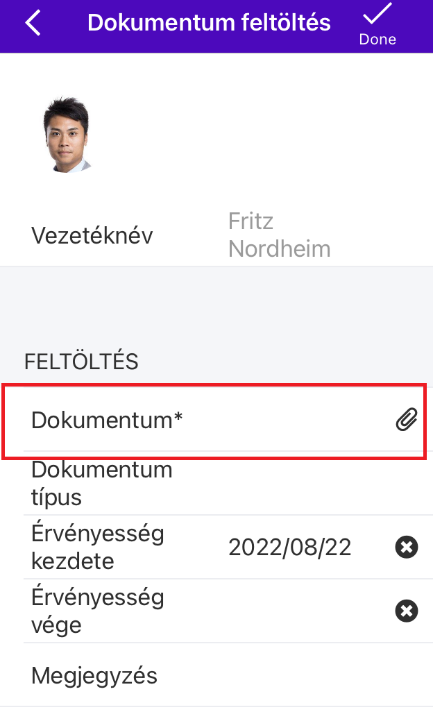 Dokumentum feltöltés
Done
Vezetéknév
Fritz
Nordheim
FELTÖLTÉS
Dokumentum*
Dokumentum
típus
Érvényesség
kezdete
2022/08/22
Érvényesség
vége
Megjegyzés